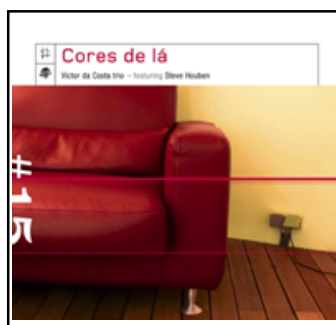 Cores de lá
Victor da Costa trio ~ featuring Steve Houben
#15